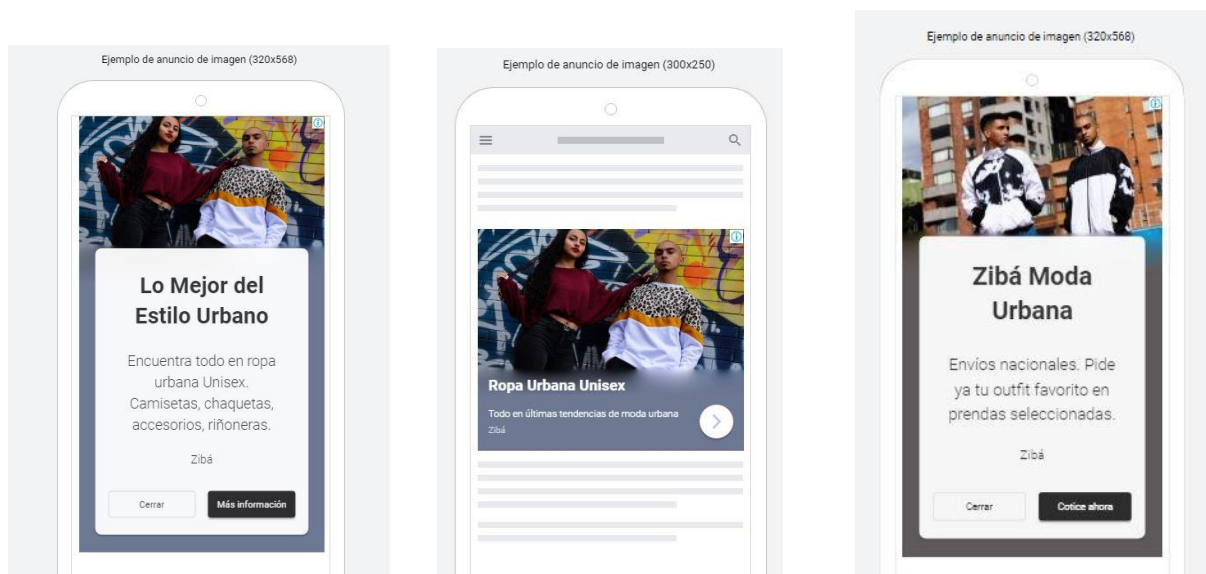 Ejemplo de anuncio de imagen (320x568)
Lo Mejor del
Estilo Urbano
Encuentra todo en ropa
urbana Unisex.
Camisetas, chaquetas,
accesorios, riñoneras.
Zibá
Cerrar
Más información
Ejemplo de anuncio de imagen (300x250)
Ropa Urbana Unisex
Todo en últimas tendencias de moda urbana
Zibá
Ejemplo de anuncio de imagen (320x568)
Zibá Moda
Urbana
Envíos nacionales. Pide
ya tu outfit favorito en
prendas seleccionadas.
Zibá
Cerrar
Cotice ahora